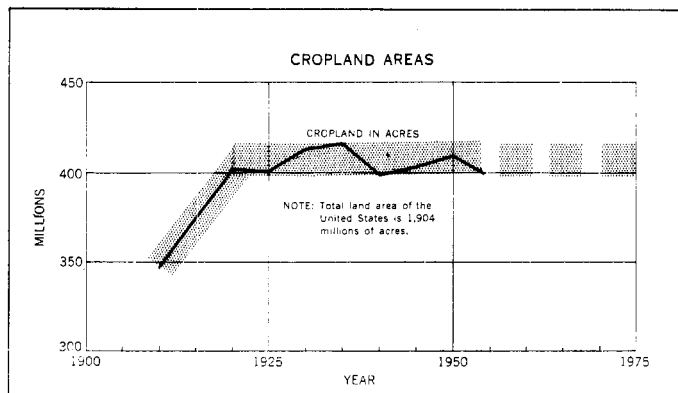 CROPLAND AREAS
450
400
350
300
MILLIONS
CROPLAND IN ACRES
NOTE: Total land area of the
United States is 1,904
millions of acres.
1900
1925
1950
1975
YEAR